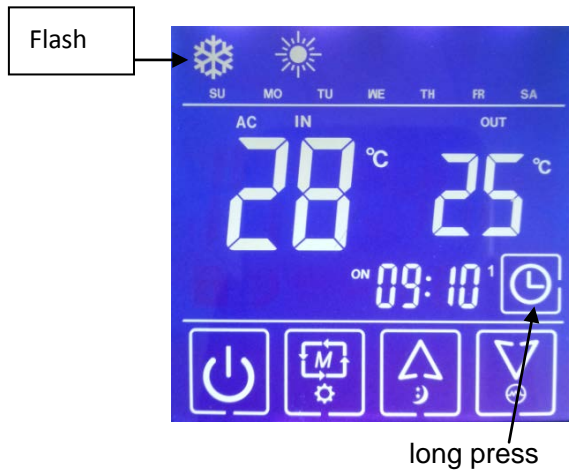 Flash
SU MO TU WE TH FR SA
AC IN OUT
28 °C 25 °C
ON 09:10 1
M
long press